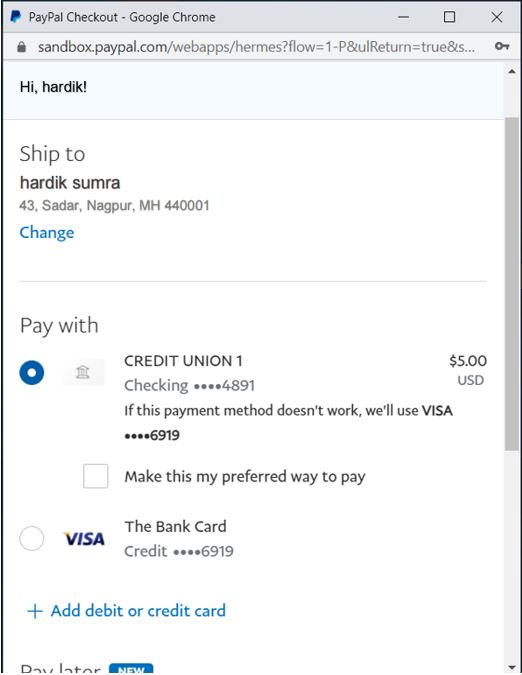 PayPal Checkout - Google Chrome
sandbox.paypal.com/webapps/hermes?flow=1-P&ulReturn=true&s...
Hi, hardik!
Ship to
hardik sumra
43, Sadar, Nagpur, MH 440001
Change
Pay with
CREDIT UNION 1 $5.00
Checking ••••4891 USD
If this payment method doesn't work, we'll use VISA
••••6919
Make this my preferred way to pay
The Bank Card
VISA
Credit ••••6919
+ Add debit or credit card
Pay later NEW